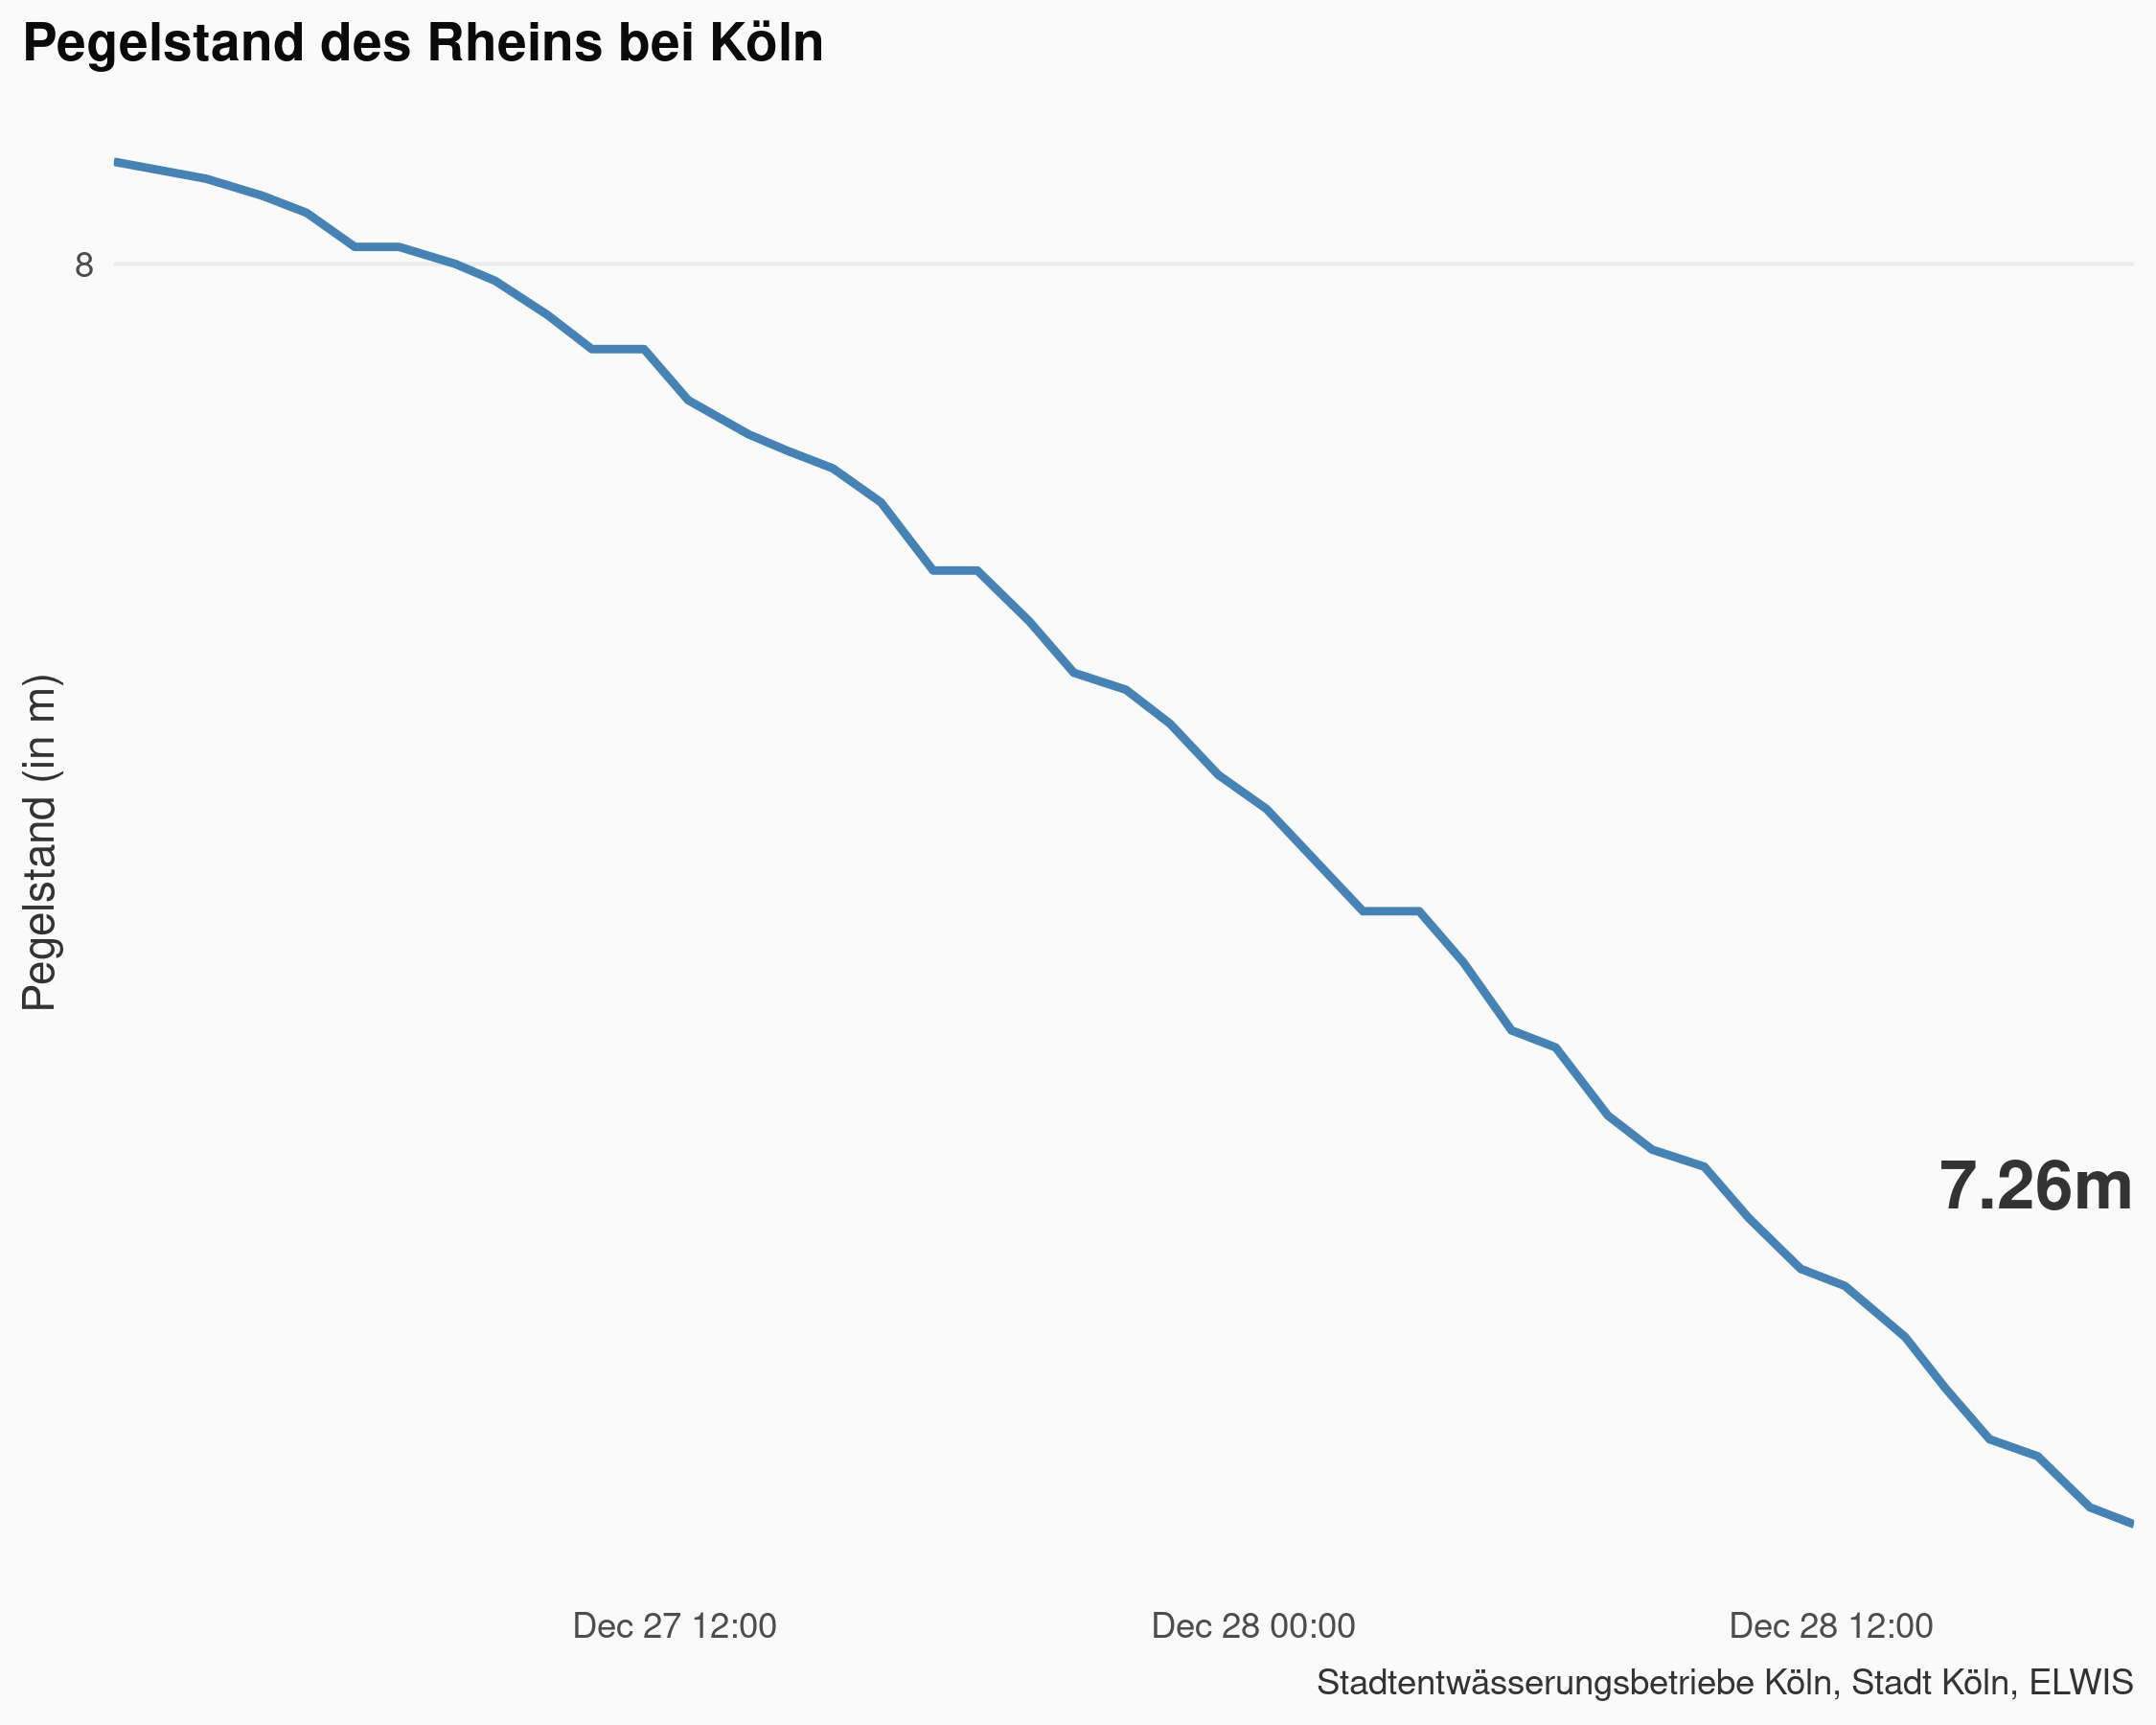 Pegelstand des Rheins bei Köln
8
Pegelstand (in m)
7.26m
Dec 27 12:00
Dec 28 00:00
Dec 28 12:00
Stadtentwässerungsbetriebe Köln, Stadt Köln, ELWIS